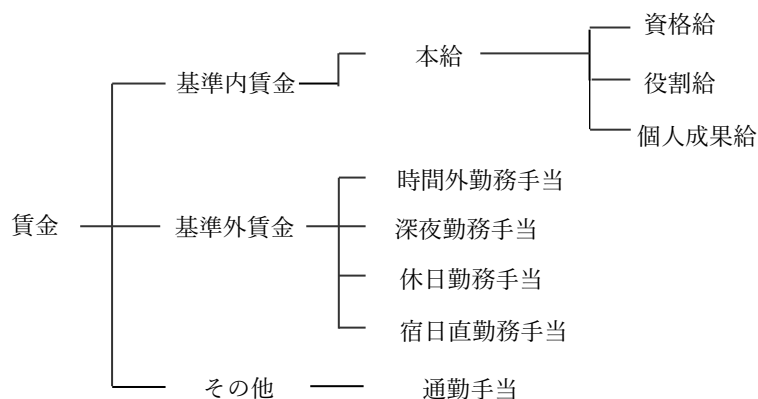 賃金
基準内賃金
本給
資格給
役割給
個人成果給
基準外賃金
時間外勤務手当
深夜勤務手当
休日勤務手当
宿日直勤務手当
その他
通勤手当